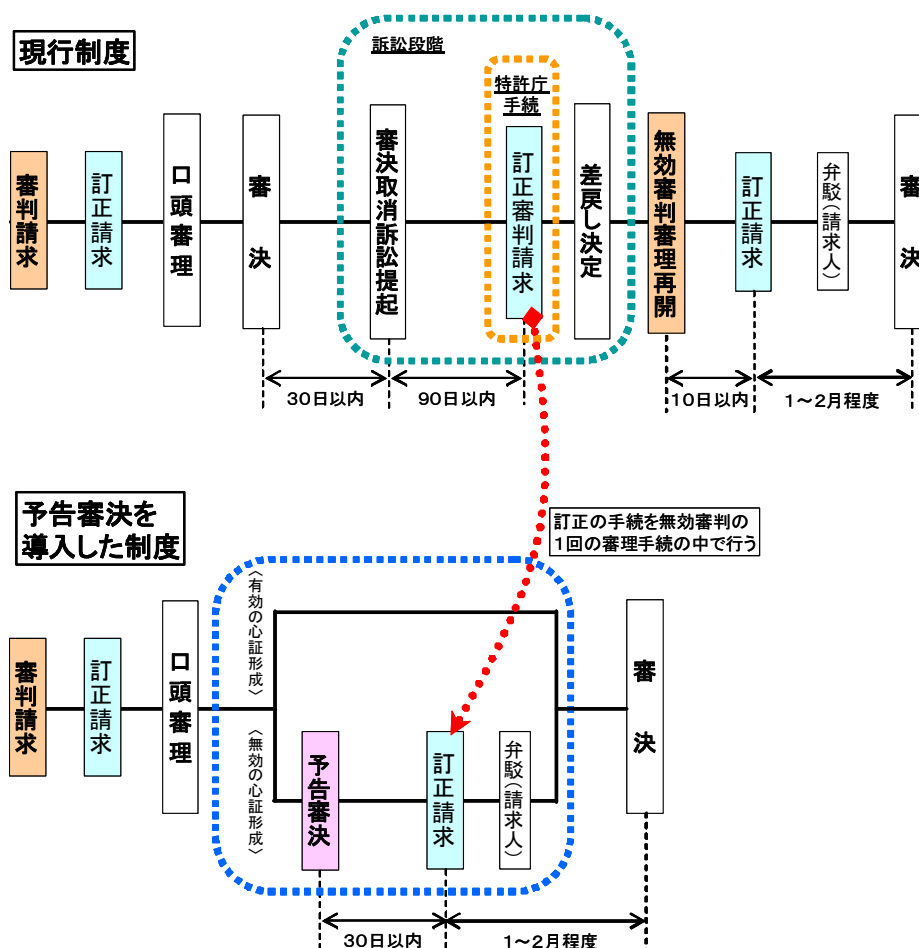 現行制度
訴訟段階
特許庁
手続
審判請求
訂正請求
口頭審理
審決
審決取消訴訟提起
訂正審判請求
差戻し決定
無効審判審理再開
訂正請求
弁駁(請求人)
審決
30日以内
90日以内
10日以内
1～2月程度
予告審決を
導入した制度
訂正の手続を無効審判の
1回の審理手続の中で行う
審判請求
訂正請求
口頭審理
〈有効の心証形成〉
〈無効の心証形成〉
予告審決
訂正請求
弁駁(請求人)
審決
30日以内
1～2月程度